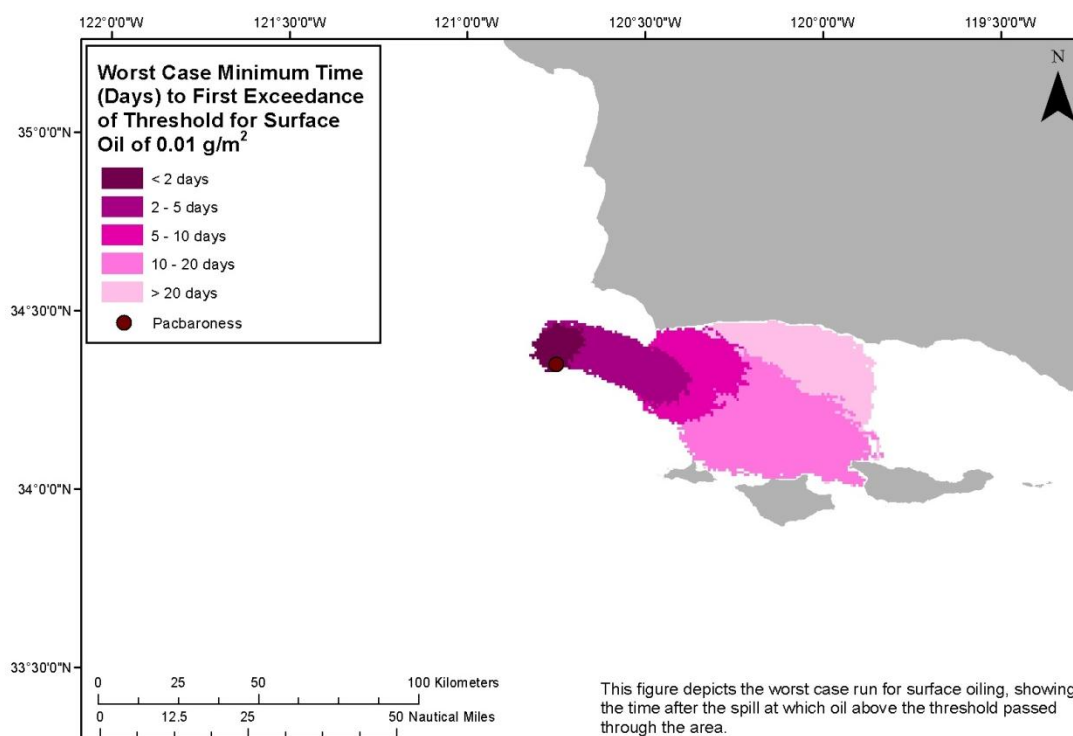 122°0'0"W 121°30'0"W 121°0'0"W 120°30'0"W 120°0'0"W 119°30'0"W
Worst Case Minimum Time
(Days) to First Exceedance
of Threshold for Surface
Oil of 0.01 g/m²
< 2 days
2 - 5 days
5 - 10 days
10 - 20 days
> 20 days
Pacbaroness
N
35°0'0"N
34°30'0"N
34°0'0"N
33°30'0"N
0 25 50 100 Kilometers
0 12.5 25 50 Nautical Miles
This figure depicts the worst case run for surface oiling, showing
the time after the spill at which oil above the threshold passed
through the area.